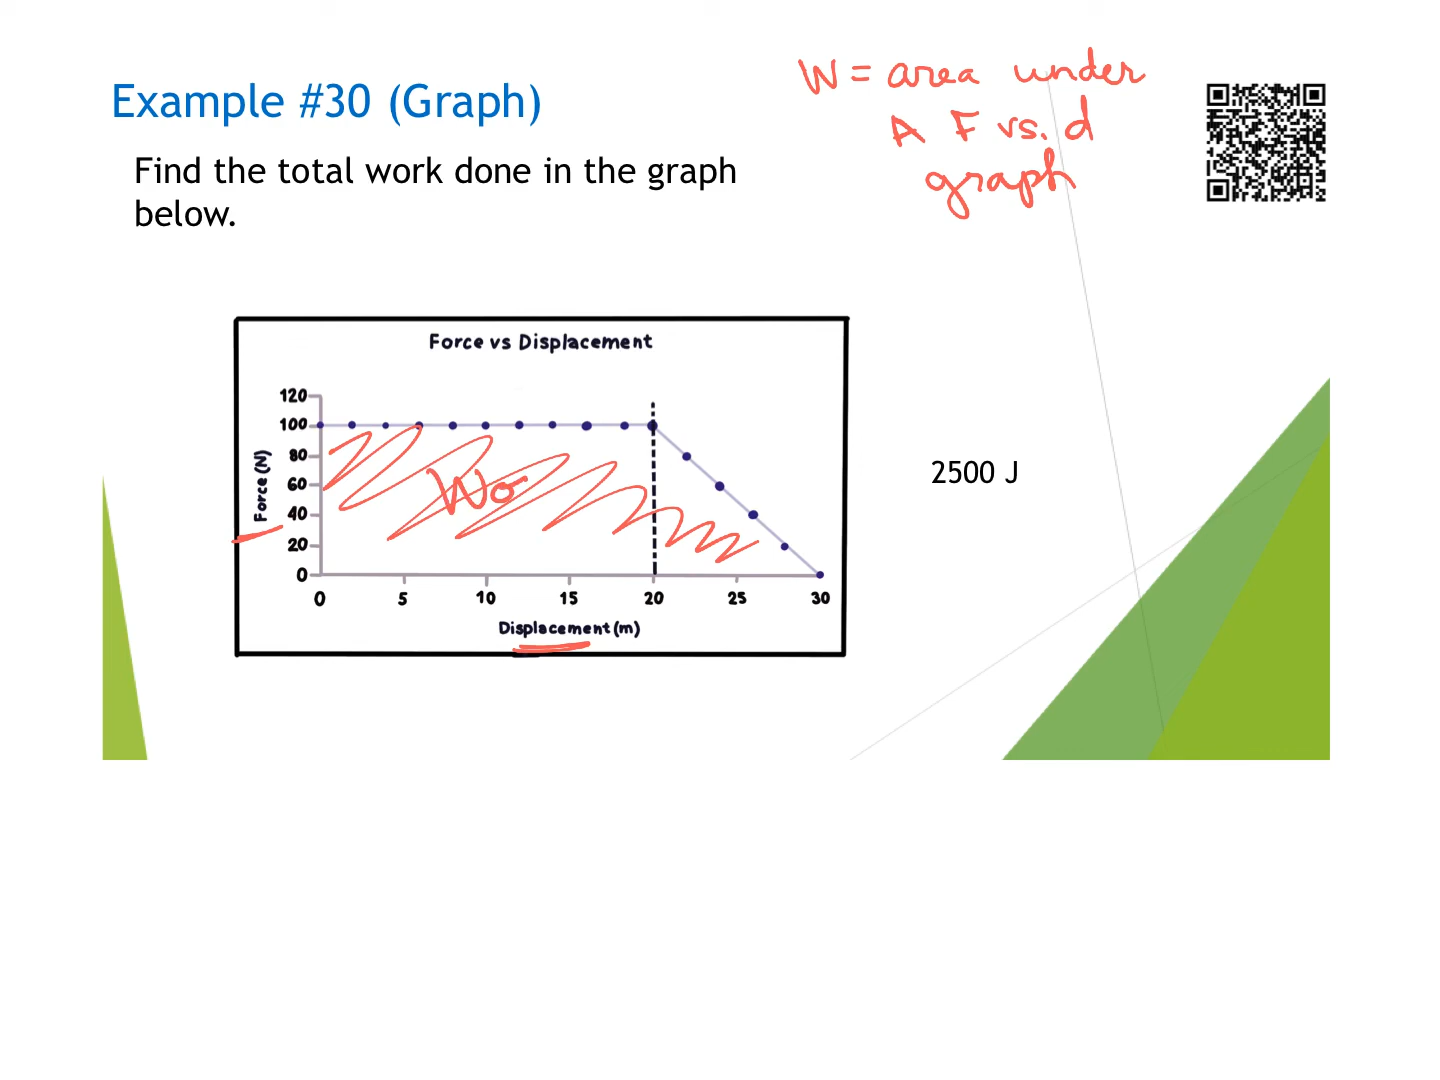 Example #30 (Graph)
W = area under
A F vs. d
graph
Find the total work done in the graph
below.
Force vs Displacement
Force (N)
120
100
80
60
40
20
0
Wo
0 5 10 15 20 25 30
Displacement (m)
2500 J